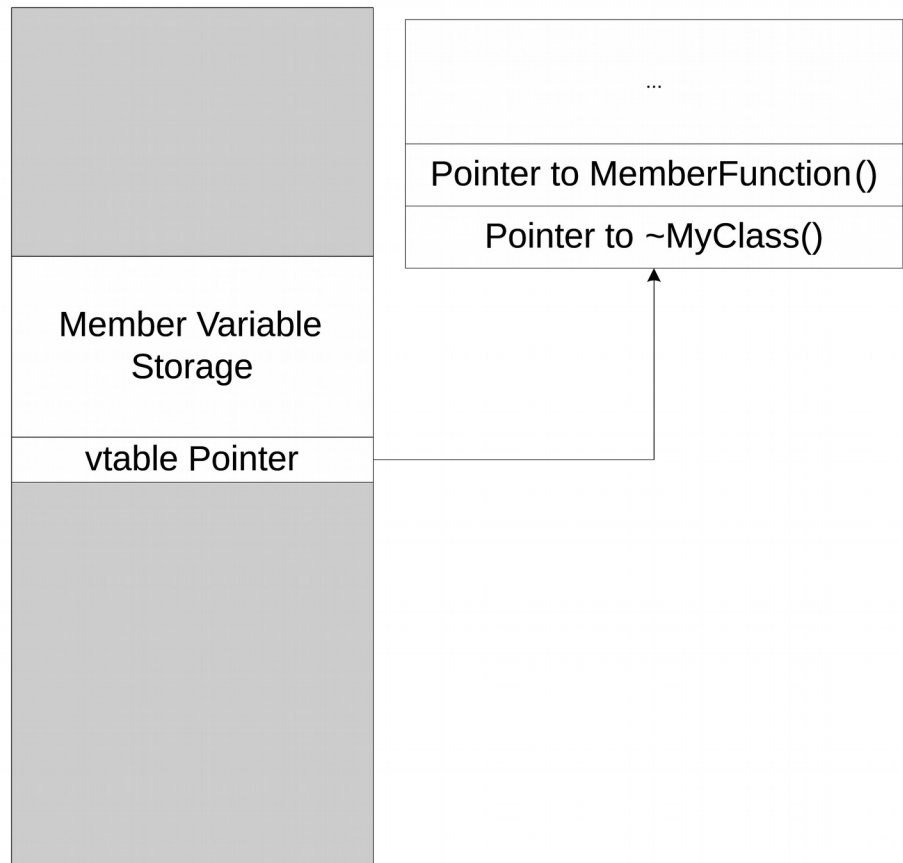 ...
Pointer to MemberFunction()
Pointer to ~MyClass()
Member Variable
Storage
vtable Pointer